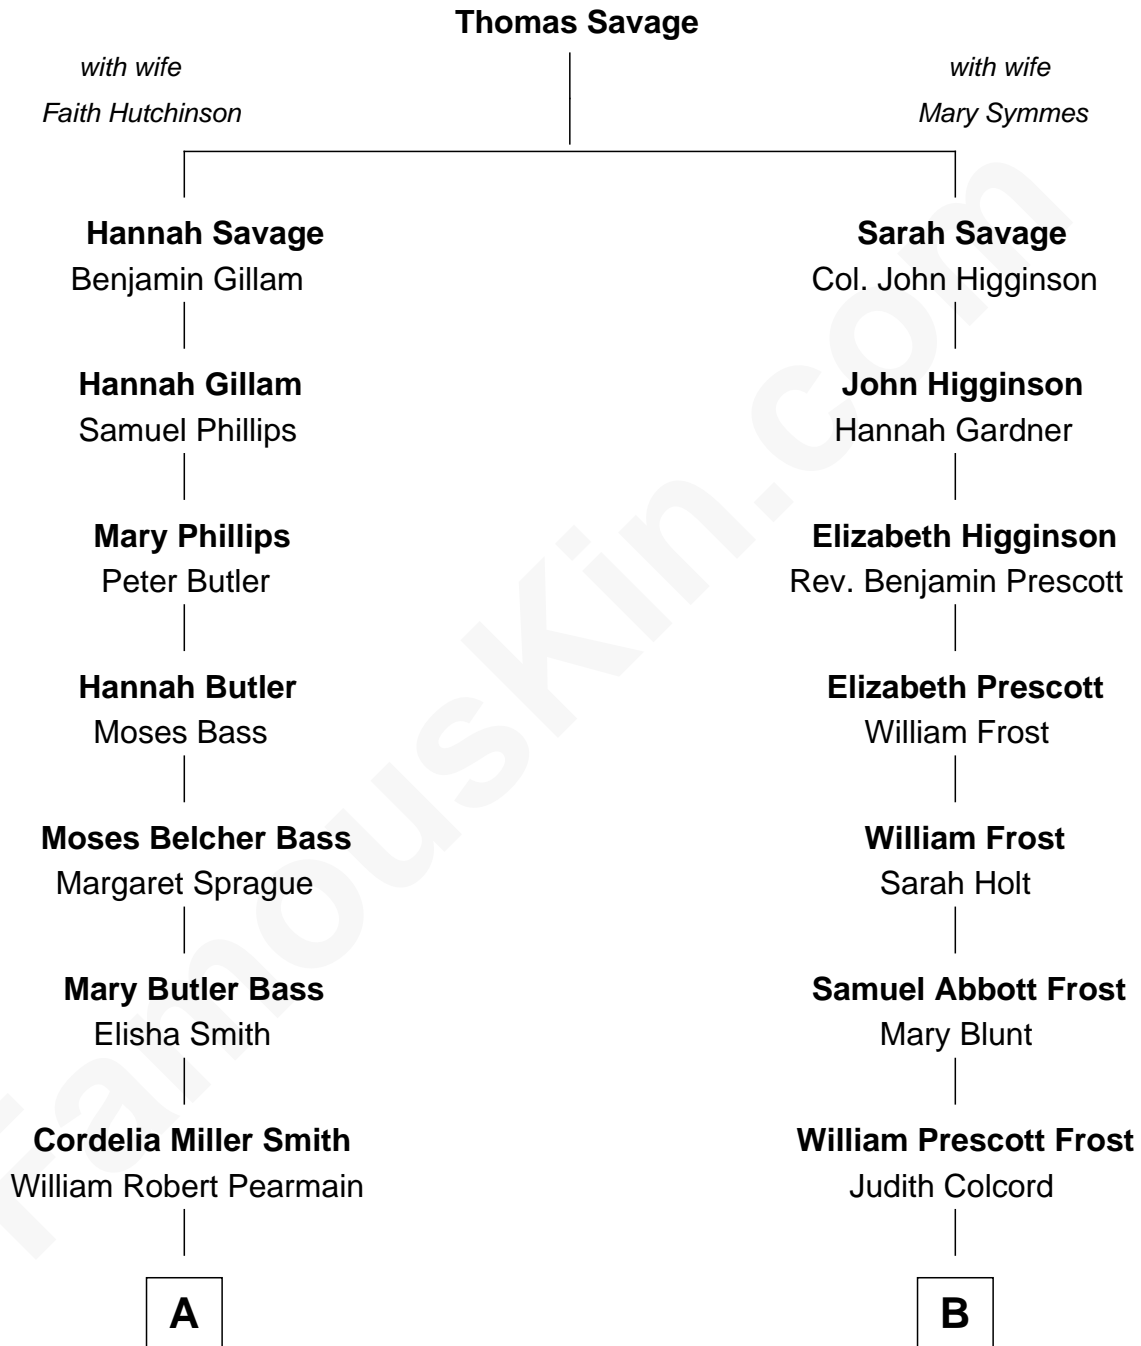 Thomas Savage
with wife
Faith Hutchinson
with wife
Mary Symmes
Hannah Savage
Benjamin Gillam
Sarah Savage
Col. John Higginson
Hannah Gillam
Samuel Phillips
John Higginson
Hannah Gardner
Mary Phillips
Peter Butler
Elizabeth Higginson
Rev. Benjamin Prescott
Hannah Butler
Moses Bass
Elizabeth Prescott
William Frost
Moses Belcher Bass
Margaret Sprague
William Frost
Sarah Holt
Mary Butler Bass
Elisha Smith
Samuel Abbott Frost
Mary Blunt
Cordelia Miller Smith
William Robert Pearmain
William Prescott Frost
Judith Colcord
A
B
FamousKin.com